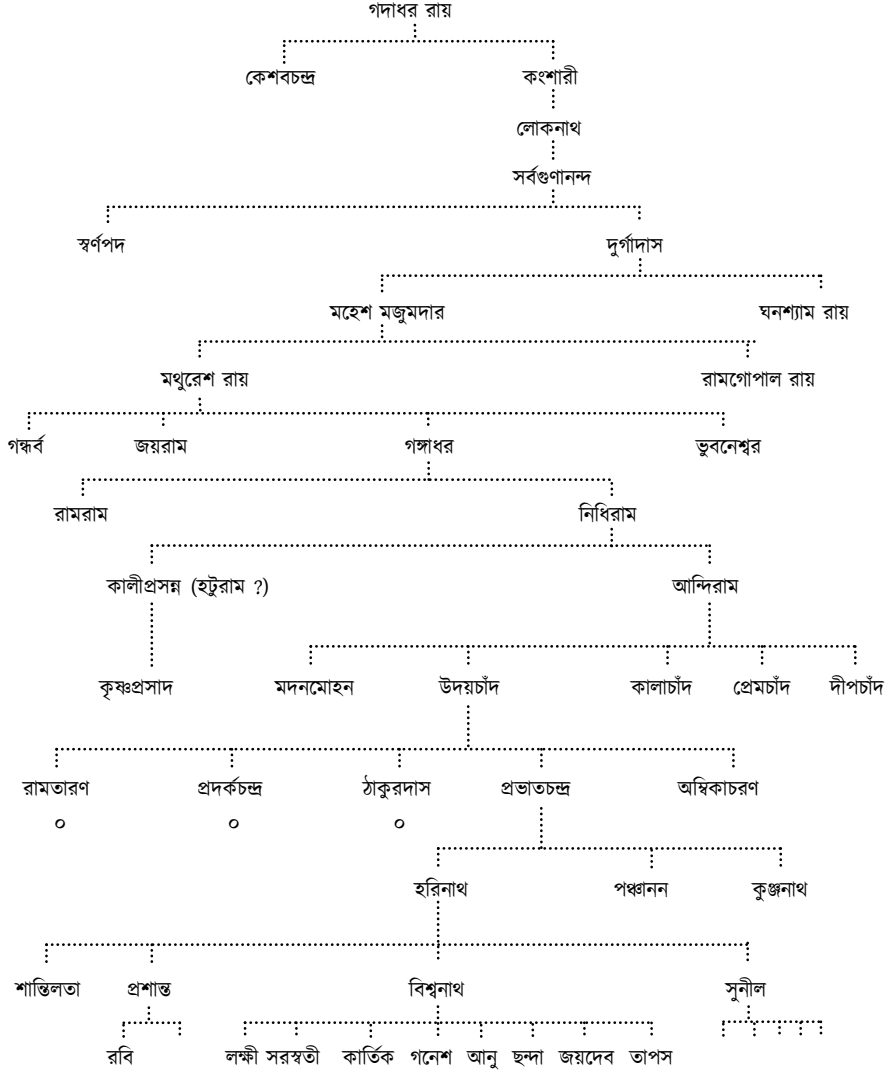 গদাধর রায়
কেশবচন্দ্র কংশারী
লোকনাথ
সর্বগুণানন্দ
স্বর্ণপদ দুর্গাদাস
মহেশ মজুমদার ঘনশ্যাম রায়
মথুরেশ রায় রামগোপাল রায়
গন্ধর্ব জয়রাম গঙ্গাধর ভুবনেশ্বর
রামরাম নিধিরাম
কালীপ্রসন্ন (হটুরাম ?) আন্দিরাম
কৃষ্ণপ্রসাদ মদনমোহন উদয়চাঁদ কালাচাঁদ প্রেমচাঁদ দীপচাঁদ
রামতারণ প্রদর্কচন্দ্র ঠাকুরদাস প্রভাতচন্দ্র অম্বিকাচরণ
০ ০ ০
হরিনাথ পঞ্চানন কুঞ্জনাথ
শান্তিলতা প্রশান্ত বিশ্বনাথ সুনীল
রবি লক্ষী সরস্বতী কার্তিক গনেশ আনু ছন্দা জয়দেব তাপস